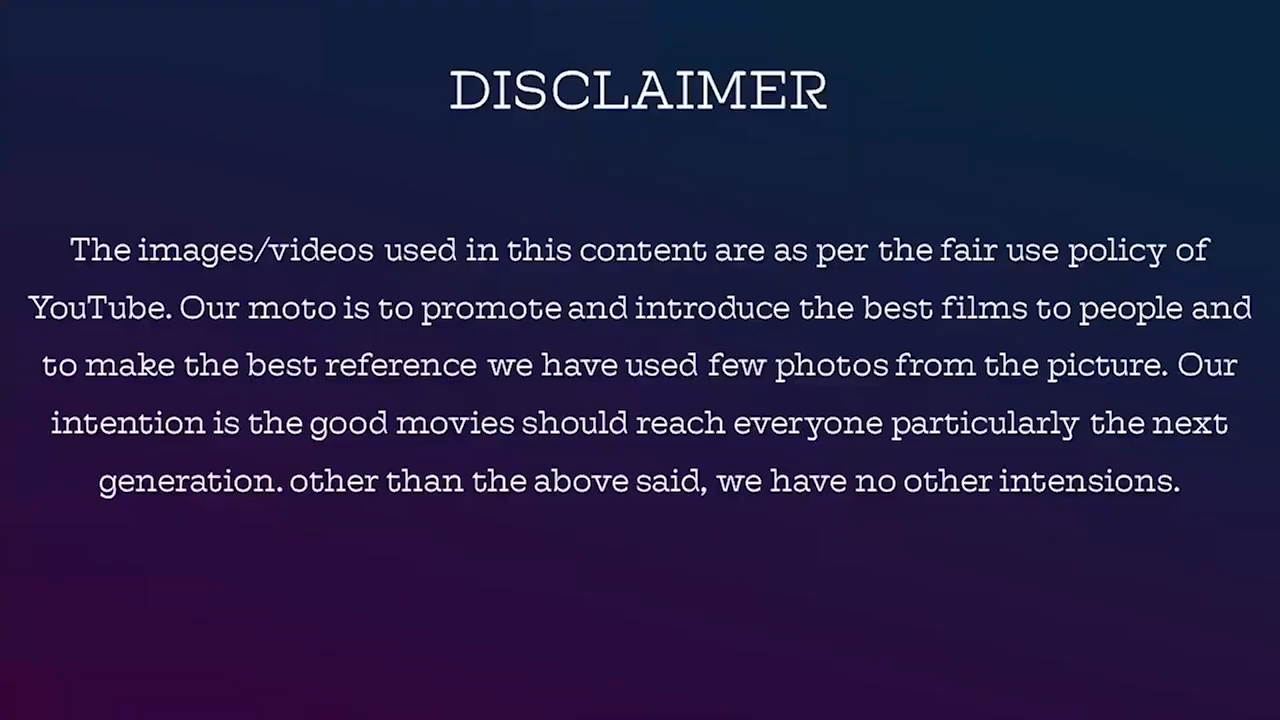 DISCLAIMER
The images/videos used in this content are as per the fair use policy of
YouTube. Our moto is to promote and introduce the best films to people and
to make the best reference we have used few photos from the picture. Our
intention is the good movies should reach everyone particularly the next
generation. other than the above said, we have no other intensions.